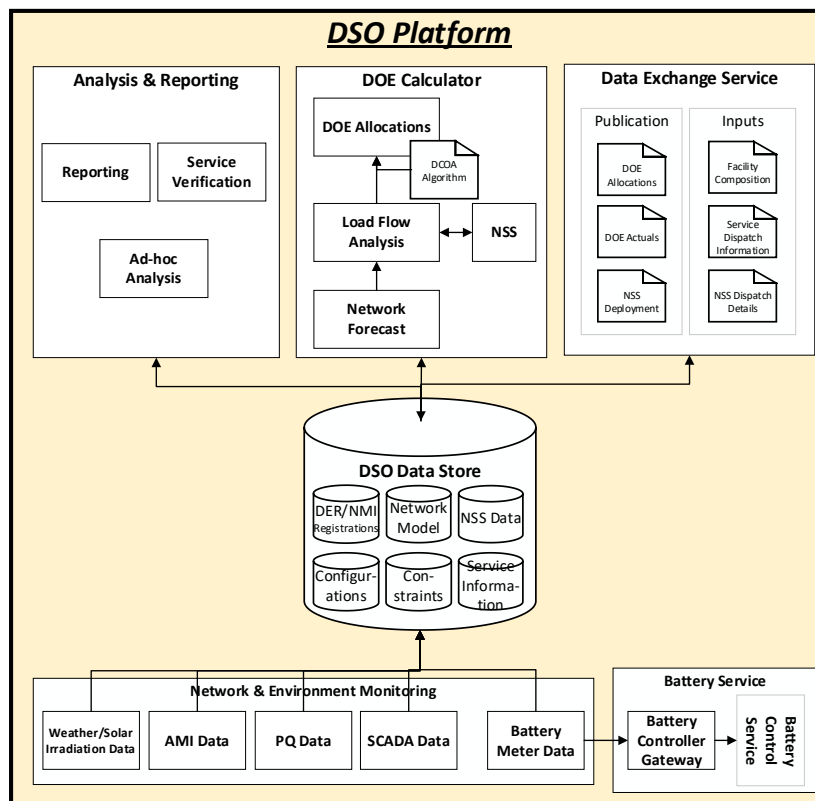 DSO Platform
Analysis & Reporting
Reporting
Service
Verification
Ad-hoc
Analysis
DOE Calculator
DOE Allocations
DCOA
Algorithm
Load Flow
Analysis
NSS
Network
Forecast
Data Exchange Service
Publication
DOE
Allocations
DOE Actuals
NSS
Deployment
Inputs
Facility
Composition
Service
Dispatch
Information
NSS Dispatch
Details
DSO Data Store
DER/NMI
Registrations
Network
Model
NSS Data
Configur-
ations
Con-
straints
Service
Informa-
tion
Network & Environment Monitoring
Weather/Solar
Irradiation Data
AMI Data
PQ Data
SCADA Data
Battery
Meter Data
Battery Service
Battery
Controller
Gateway
Battery
Control
Service